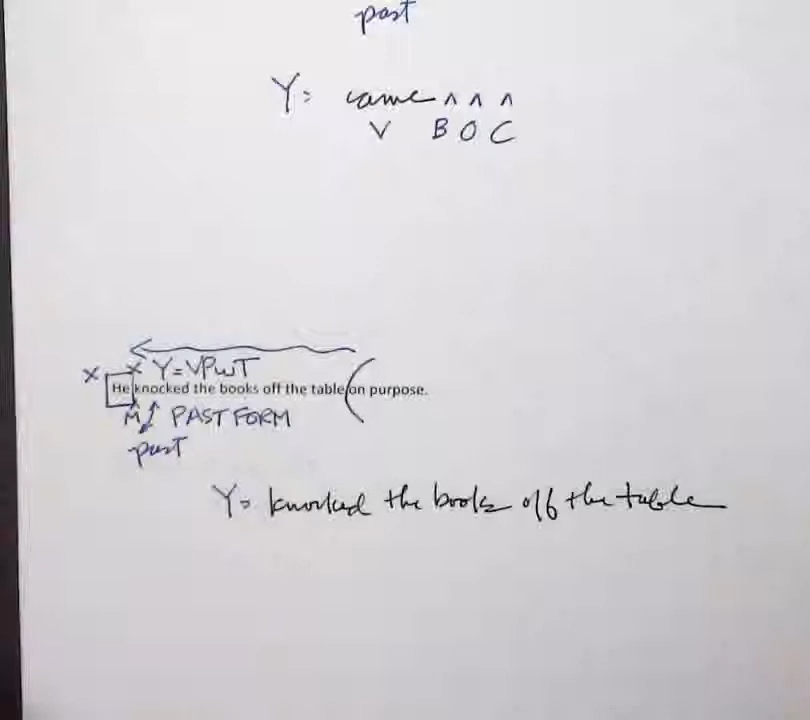 past
Y= came ^ ^ ^
V B O C
X X Y=VPwT
He knocked the books off the table on purpose.
M PAST FORM
past
Y= knocked the books off the table